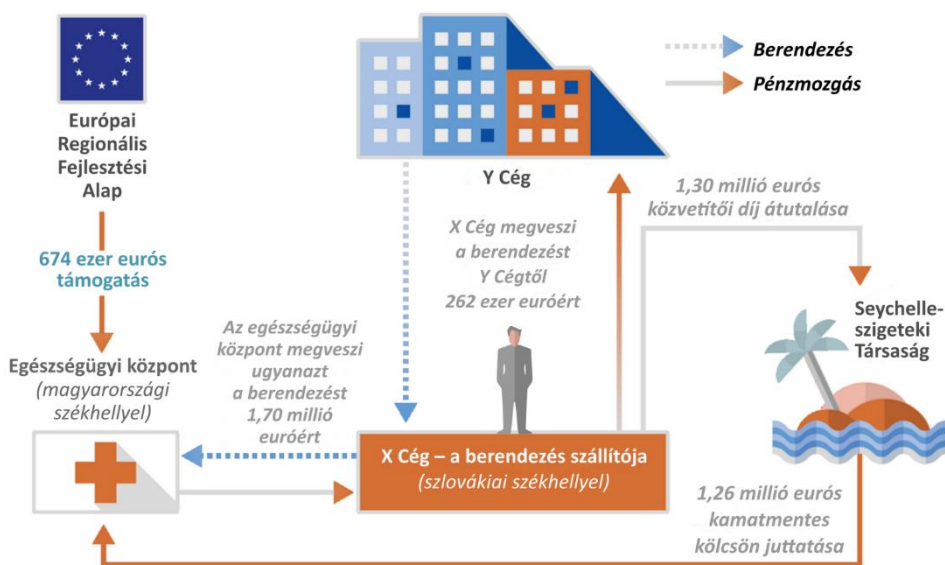 Európai
Regionális
Fejlesztési
Alap
674 ezer eurós
támogatás
Egészségügyi központ
(magyarországi
székhellyel)
Az egészségügyi
központ megveszi
ugyanazt
a berendezést
1,70 millió
euróért
Y Cég
X Cég megveszi
a berendezést
Y Cégtől
262 ezer euróért
X Cég – a berendezés szállítója
(szlovákiai székhellyel)
Berendezés
Pénzmozgás
1,30 millió eurós
közvetítői díj átutalása
Seychelle-
szigeteki
Társaság
1,26 millió eurós
kamatmentes
kölcsön juttatása